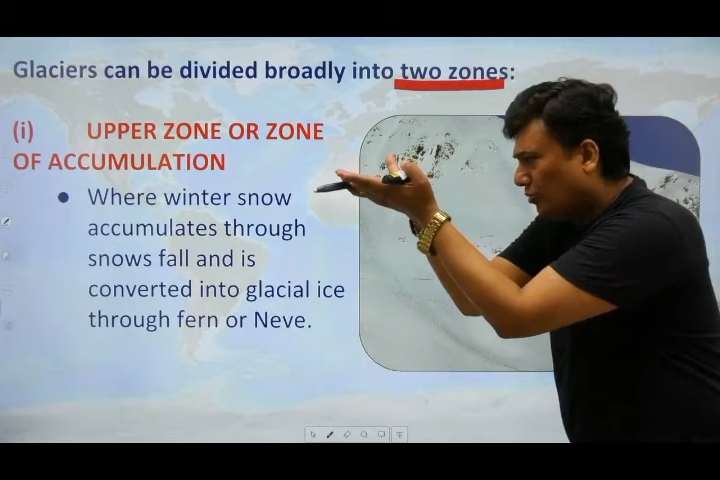 Glaciers can be divided broadly into two zones:
(i) UPPER ZONE OR ZONE
OF ACCUMULATION
● Where winter snow
accumulates through
snows fall and is
converted into glacial ice
through fern or Neve.